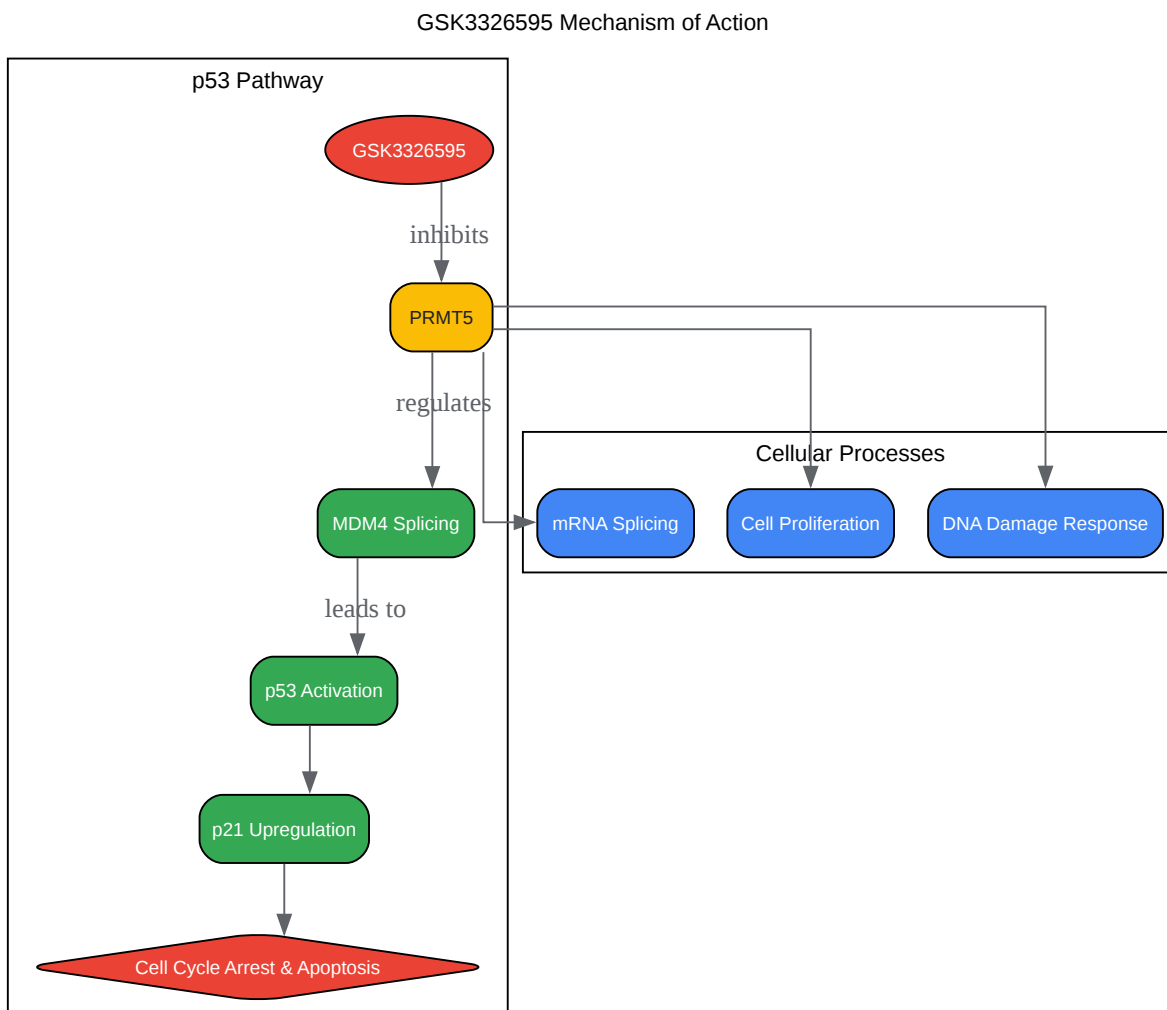 GSK3326595 Mechanism of Action
p53 Pathway
GSK3326595
inhibits
PRMT5
regulates
Cellular Processes
MDM4 Splicing
mRNA Splicing
Cell Proliferation
DNA Damage Response
leads to
p53 Activation
p21 Upregulation
Cell Cycle Arrest & Apoptosis